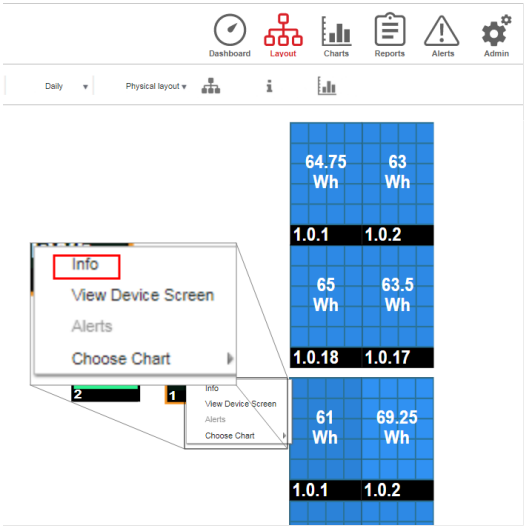 Dashboard
Layout
Charts
Reports
Alerts
Admin
Daily
Physical layout
64.75
Wh
63
Wh
1.0.1
1.0.2
65
Wh
63.5
Wh
1.0.18
1.0.17
Info
View Device Screen
Alerts
Choose Chart
2
1
Info
View Device Screen
Alerts
Choose Chart
61
Wh
69.25
Wh
1.0.1
1.0.2